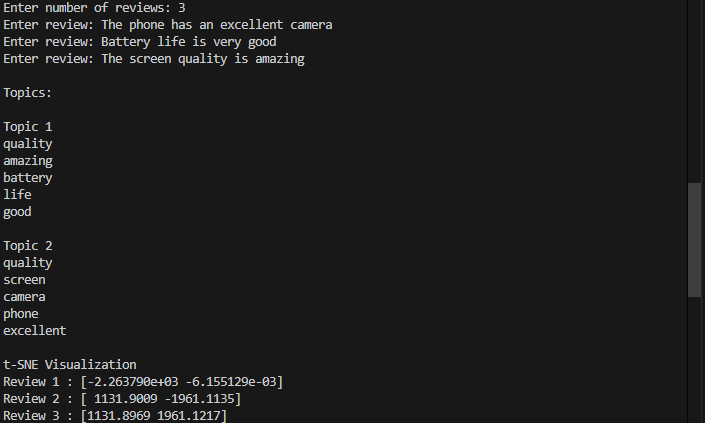 Enter number of reviews: 3
Enter review: The phone has an excellent camera
Enter review: Battery life is very good
Enter review: The screen quality is amazing
Topics:
Topic 1
quality
amazing
battery
life
good
Topic 2
quality
screen
camera
phone
excellent
t-SNE Visualization
Review 1 : [-2.263790e+03 -6.155129e-03]
Review 2 : [ 1131.9009 -1961.1135]
Review 3 : [1131.8969 1961.1217]